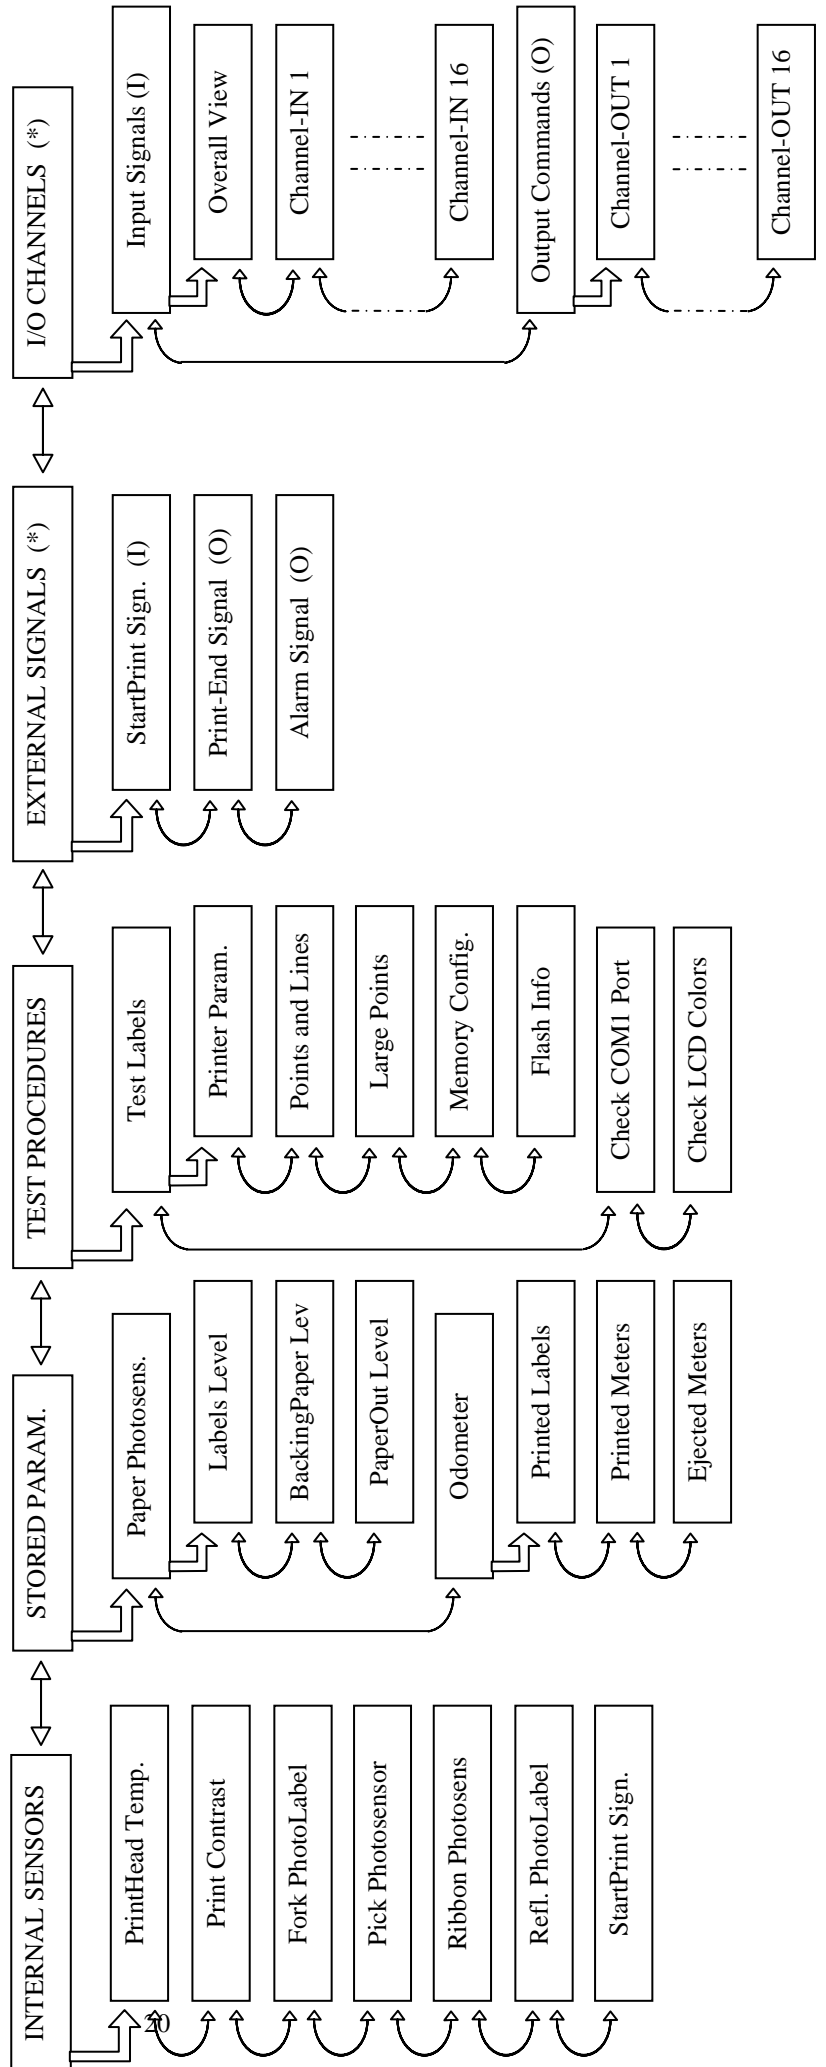 INTERNAL SENSORS
PrintHead Temp.
Print Contrast
Fork PhotoLabel
Pick Photosensor
Ribbon Photosens
Refl. PhotoLabel
StartPrint Sign.
STORED PARAM.
Paper Photosens.
Labels Level
BackingPaper Lev
PaperOut Level
Odometer
Printed Labels
Printed Meters
Ejected Meters
TEST PROCEDURES
Test Labels
Printer Param.
Points and Lines
Large Points
Memory Config.
Flash Info
Check COM1 Port
Check LCD Colors
EXTERNAL SIGNALS (*)
StartPrint Sign. (I)
Print-End Signal (O)
Alarm Signal (O)
I/O CHANNELS (*)
Input Signals (I)
Overall View
Channel-IN 1
Channel-IN 16
Output Commands (O)
Channel-OUT 1
Channel-OUT 16
20